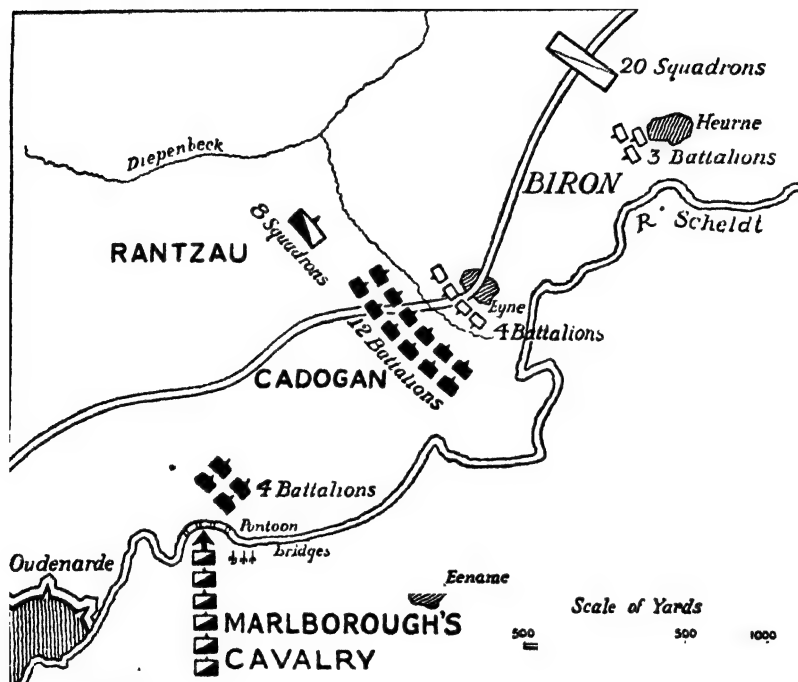 20 Squadrons
Heurne
3 Battalions
Diepenbeck
BIRON
R. Scheldt
8 Squadrons
RANTZAU
Eyne
4 Battalions
12 Battalions
CADOGAN
4 Battalions
Pontoon
Bridges
Oudenarde
Eename
Scale of Yards
MARLBOROUGH'S
CAVALRY
500 500 1000